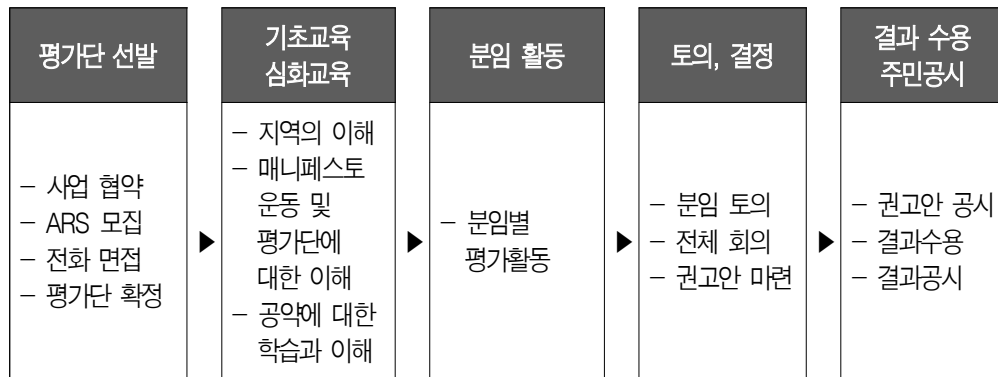 평가단 선발
- 사업 협약
- ARS 모집
- 전화 면접
- 평가단 확정
▶
기초교육
심화교육
- 지역의 이해
- 매니페스토
운동 및
평가단에
대한 이해
- 공약에 대한
학습과 이해
▶
분임 활동
- 분임별
평가활동
▶
토의, 결정
- 분임 토의
- 전체 회의
- 권고안 마련
▶
결과 수용
주민공시
- 권고안 공시
- 결과수용
- 결과공시